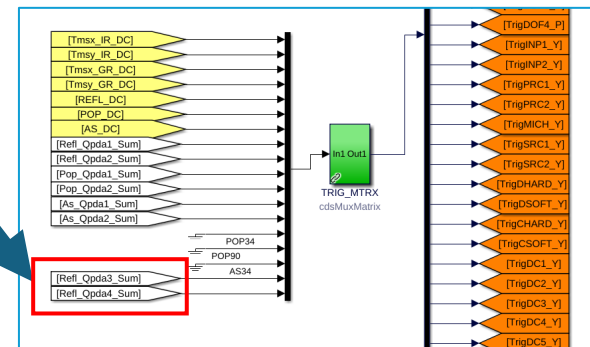 [Tmsx_IR_DC]
[Tmsy_IR_DC]
[Tmsx_GR_DC]
[Tmsy_GR_DC]
[REFL_DC]
[POP_DC]
[AS_DC]
[Refl_Qpda1_Sum]
[Refl_Qpda2_Sum]
[Pop_Qpda1_Sum]
[Pop_Qpda2_Sum]
[As_Qpda1_Sum]
[As_Qpda2_Sum]
POP34
POP90
AS34
[Refl_Qpda3_Sum]
[Refl_Qpda4_Sum]
In1 Out1
TRIG_MTRX
cdsMuxMatrix
[TrigDOF4_P]
[TrigINP1_Y]
[TrigINP2_Y]
[TrigPRC1_Y]
[TrigPRC2_Y]
[TrigMICH_Y]
[TrigSRC1_Y]
[TrigSRC2_Y]
[TrigDHARD_Y]
[TrigDSOFT_Y]
[TrigCHARD_Y]
[TrigCSOFT_Y]
[TrigDC1_Y]
[TrigDC2_Y]
[TrigDC3_Y]
[TrigDC4_Y]
[TrigDC5_Y]